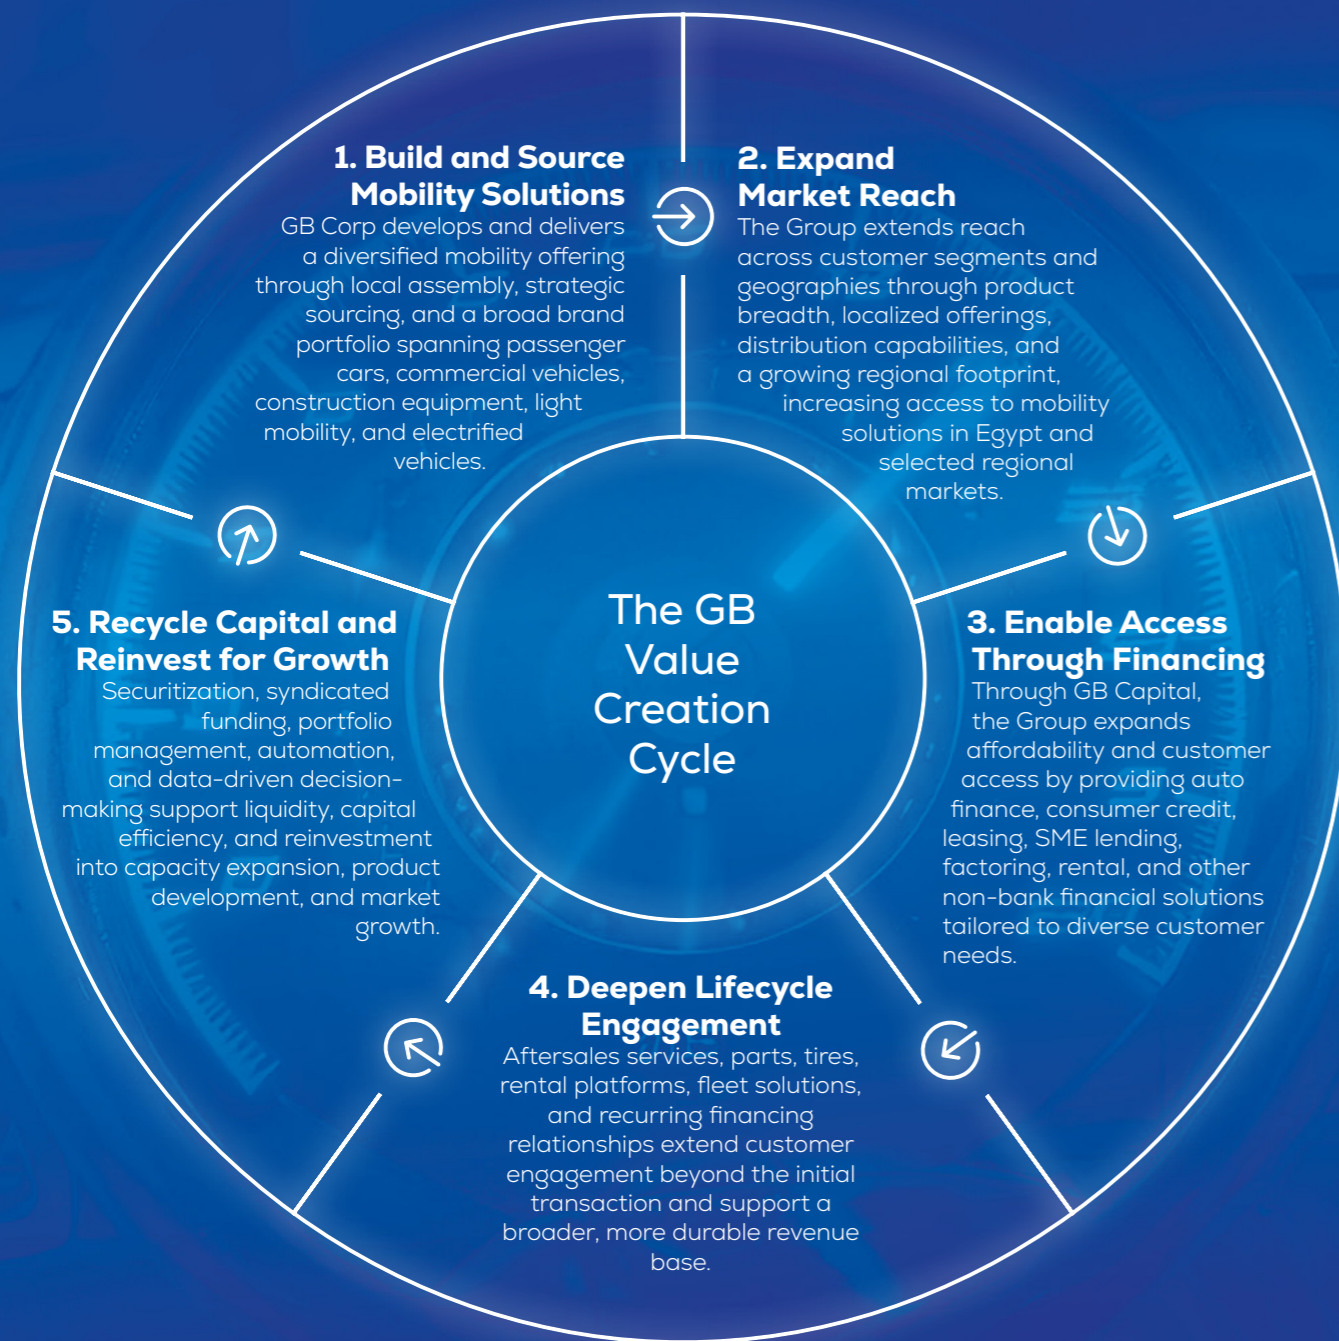 1. Build and Source
Mobility Solutions
GB Corp develops and delivers
a diversified mobility offering
through local assembly, strategic
sourcing, and a broad brand
portfolio spanning passenger
cars, commercial vehicles,
construction equipment, light
mobility, and electrified
vehicles.
2. Expand
Market Reach
The Group extends reach
across customer segments and
geographies through product
breadth, localized offerings,
distribution capabilities, and
a growing regional footprint,
increasing access to mobility
solutions in Egypt and
selected regional
markets.
3. Enable Access
Through Financing
Through GB Capital,
the Group expands
affordability and customer
access by providing auto
finance, consumer credit,
leasing, SME lending,
factoring, rental, and other
non-bank financial solutions
tailored to diverse customer
needs.
4. Deepen Lifecycle
Engagement
Aftersales services, parts, tires,
rental platforms, fleet solutions,
and recurring financing
relationships extend customer
engagement beyond the initial
transaction and support a
broader, more durable revenue
base.
5. Recycle Capital and
Reinvest for Growth
Securitization, syndicated
funding, portfolio
management, automation,
and data-driven decision-
making support liquidity, capital
efficiency, and reinvestment
into capacity expansion, product
development, and market
growth.
The GB
Value
Creation
Cycle